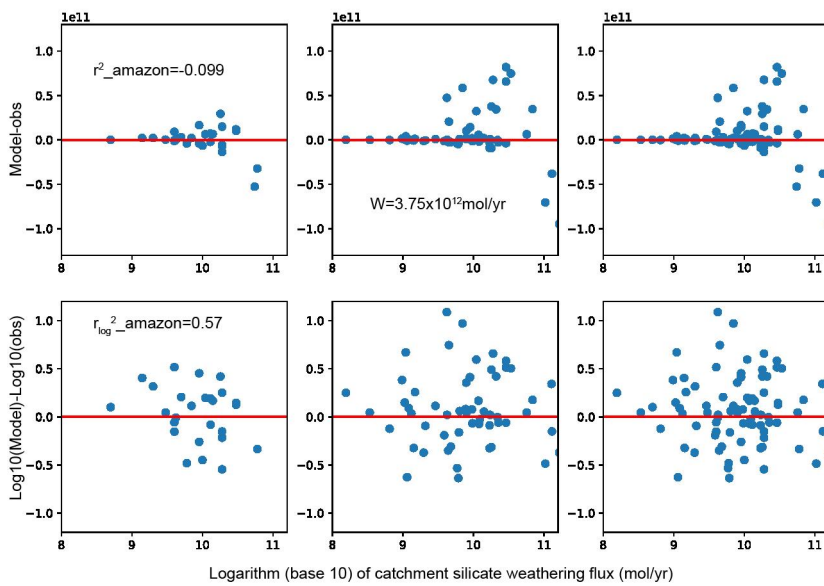 1e11
1e11
1e11
Model-obs
1.0
0.5
0.0
−0.5
−1.0
r²_amazon=-0.099
8 9 10 11
1.0
0.5
0.0
−0.5
−1.0
W=3.75x10¹²mol/yr
8 9 10 11
1.0
0.5
0.0
−0.5
−1.0
8 9 10 11
Log10(Model)-Log10(obs)
1.0
0.5
0.0
−0.5
−1.0
r_log²_amazon=0.57
8 9 10 11
1.0
0.5
0.0
−0.5
−1.0
8 9 10 11
1.0
0.5
0.0
−0.5
−1.0
8 9 10 11
Logarithm (base 10) of catchment silicate weathering flux (mol/yr)